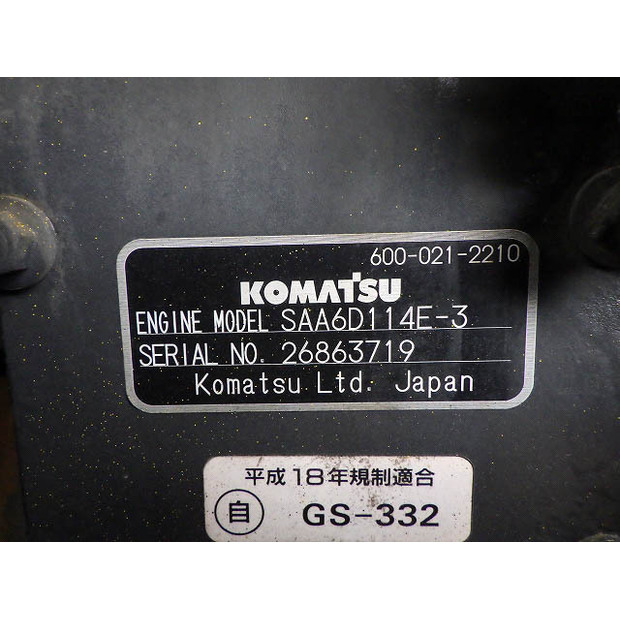 600-021-2210
KOMATSU
ENGINE MODEL SAA6D114E-3
SERIAL NO. 26863719
Komatsu Ltd. Japan
平成18年規制適合
自 GS-332